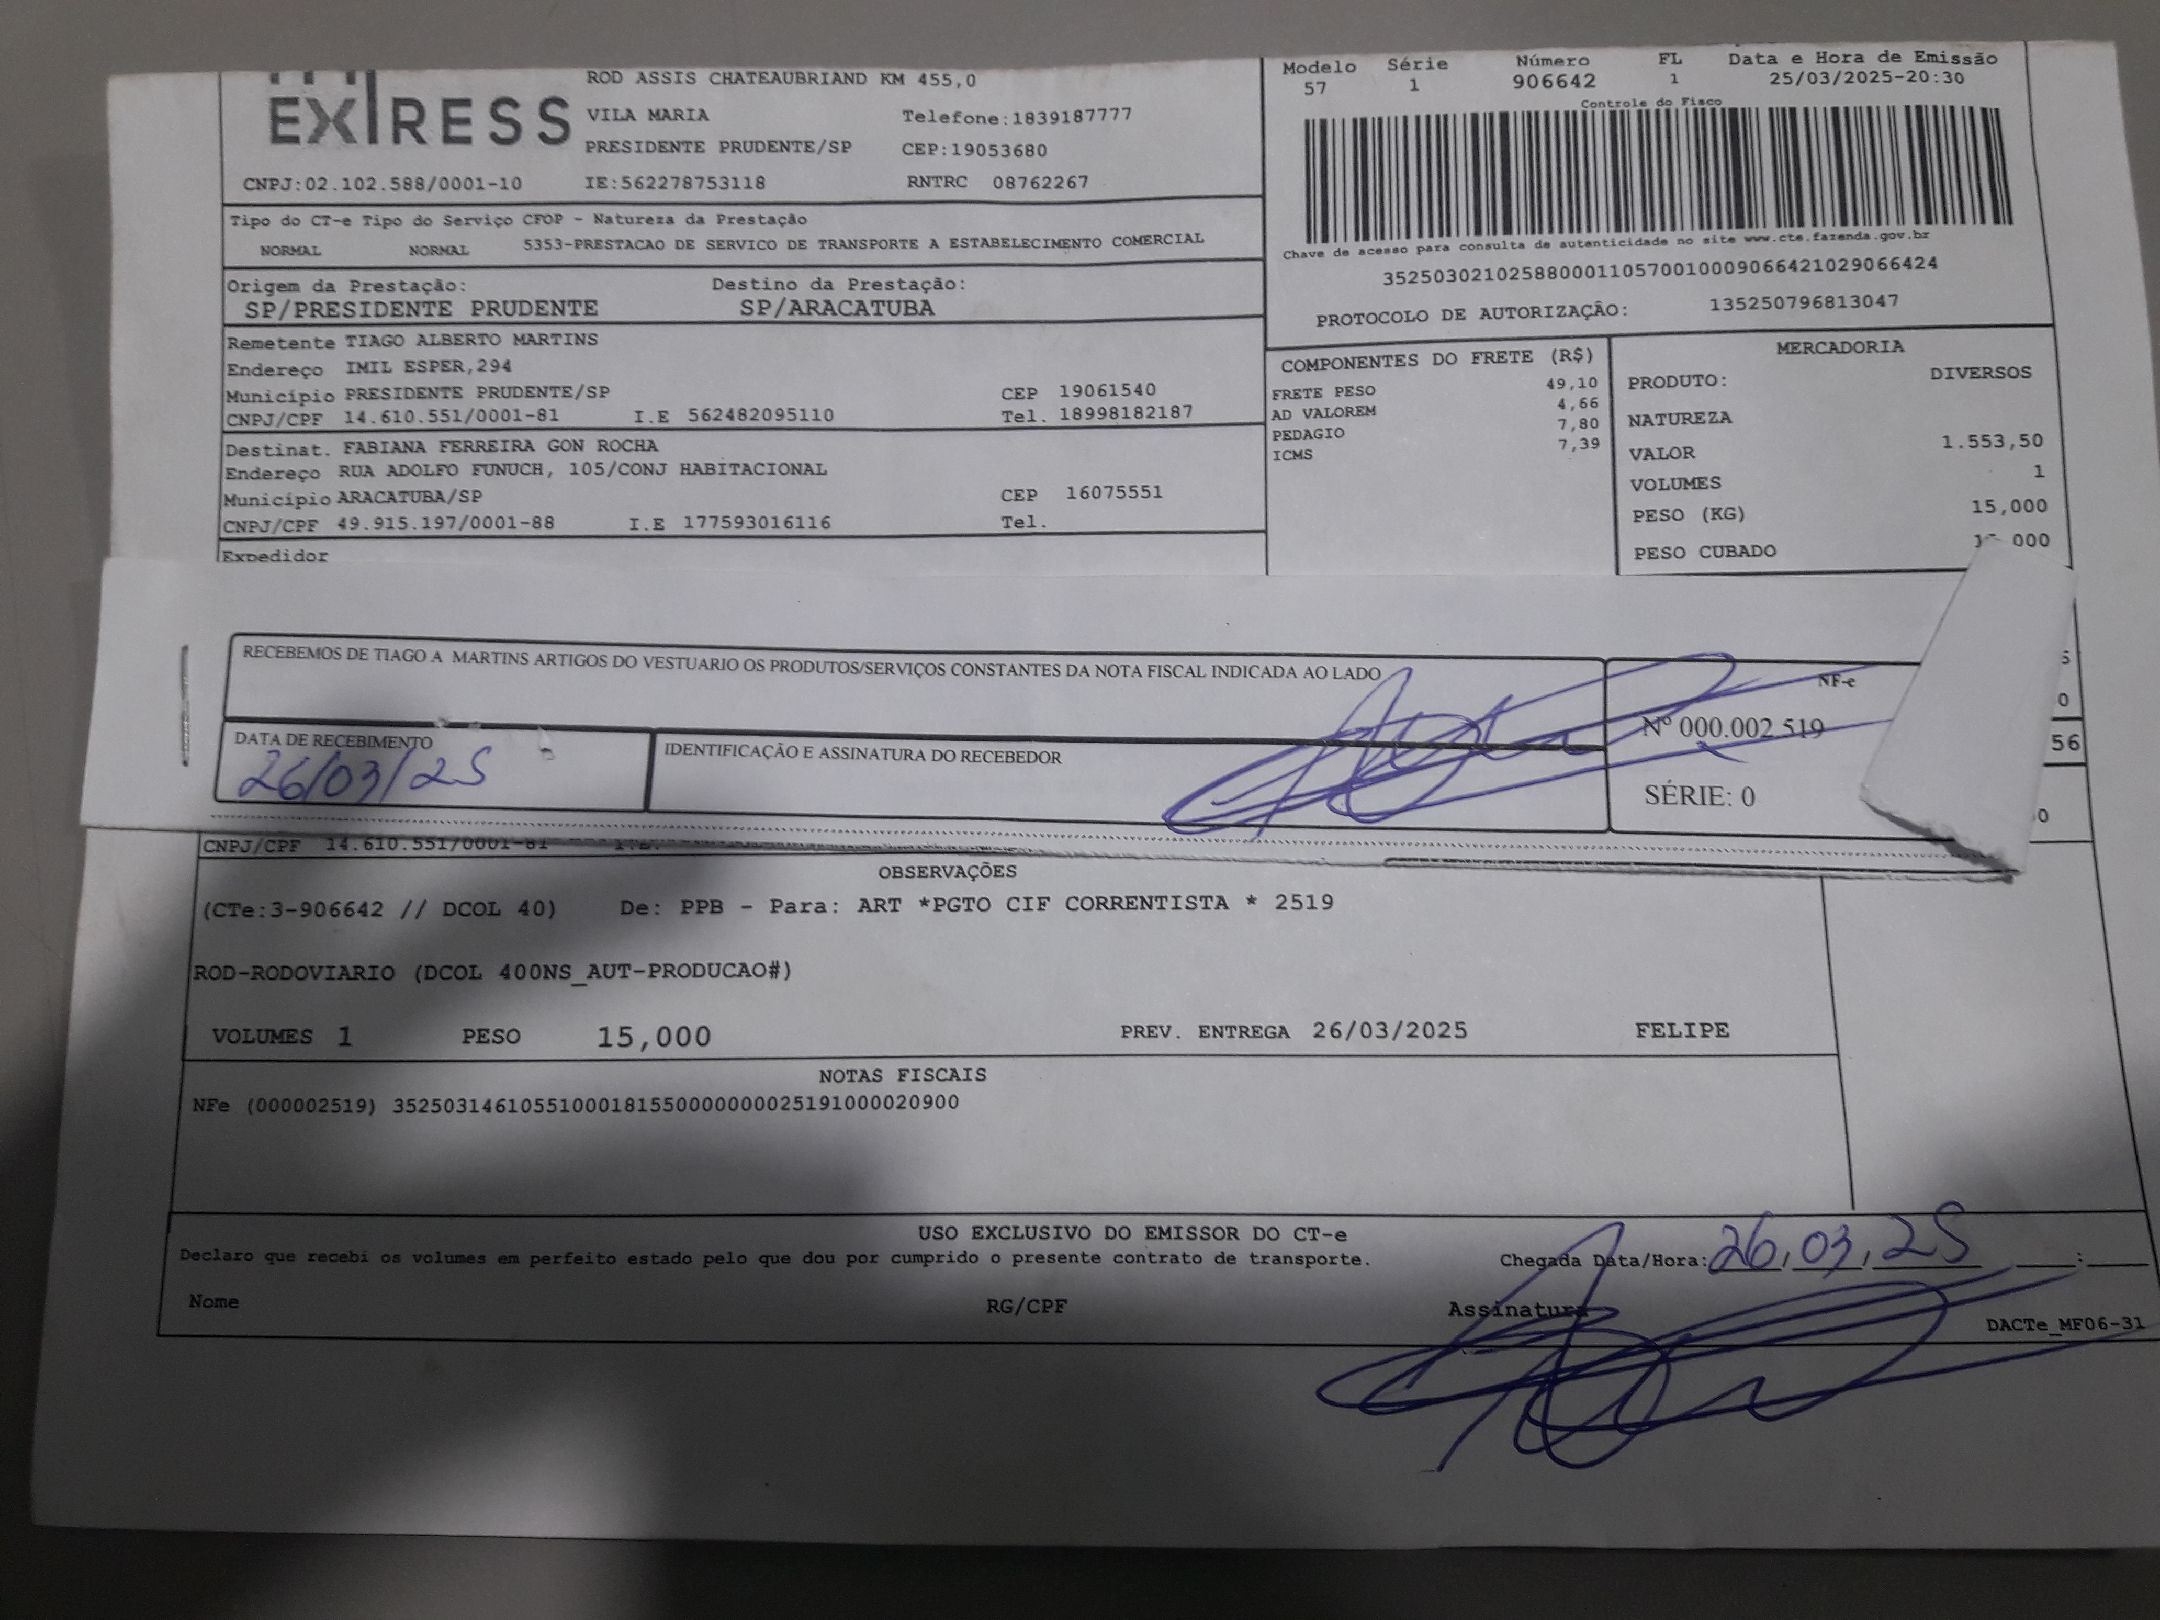 EXPRESS
ROD ASSIS CHATEAUBRIAND KM 455,0
VILA MARIA Telefone:1839187777
PRESIDENTE PRUDENTE/SP CEP:19053680
CNPJ:02.102.588/0001-10 IE:562278753118 RNTRC 08762267
Modelo Série Número FL Data e Hora de Emissão
57 1 906642 1 25/03/2025-20:30
Controle do Fisco
Chave de acesso para consulta de autenticidade no site www.cte.fazenda.gov.br
35250302102588000110570010009066421029066424
PROTOCOLO DE AUTORIZAÇÃO: 135250796813047
Tipo do CT-e Tipo do Serviço CFOP - Natureza da Prestação
NORMAL NORMAL 5353-PRESTACAO DE SERVICO DE TRANSPORTE A ESTABELECIMENTO COMERCIAL
Origem da Prestação: Destino da Prestação:
SP/PRESIDENTE PRUDENTE SP/ARACATUBA
Remetente TIAGO ALBERTO MARTINS
Endereço IMIL ESPER,294
Município PRESIDENTE PRUDENTE/SP CEP 19061540
CNPJ/CPF 14.610.551/0001-81 I.E 562482095110 Tel. 18998182187
Destinat. FABIANA FERREIRA GON ROCHA
Endereço RUA ADOLFO FUNUCH, 105/CONJ HABITACIONAL
Município ARACATUBA/SP CEP 16075551
CNPJ/CPF 49.915.197/0001-88 I.E 177593016116 Tel.
Expedidor
COMPONENTES DO FRETE (R$)
FRETE PESO 49,10
AD VALOREM 4,66
PEDAGIO 7,80
ICMS 7,39
MERCADORIA
PRODUTO: DIVERSOS
NATUREZA
VALOR 1.553,50
VOLUMES 1
PESO (KG) 15,000
PESO CUBADO 000
RECEBEMOS DE TIAGO A MARTINS ARTIGOS DO VESTUARIO OS PRODUTOS/SERVIÇOS CONSTANTES DA NOTA FISCAL INDICADA AO LADO
NF-e
Nº 000.002.519
SÉRIE: 0
DATA DE RECEBIMENTO
26/03/25
IDENTIFICAÇÃO E ASSINATURA DO RECEBEDOR
5
0
56
0
CNPJ/CPF 14.610.551/0001-81 I.E.
OBSERVAÇÕES
(CTe:3-906642 // DCOL 40) De: PPB - Para: ART *PGTO CIF CORRENTISTA * 2519
ROD-RODOVIARIO (DCOL 400NS_AUT-PRODUCAO#)
VOLUMES 1 PESO 15,000 PREV. ENTREGA 26/03/2025 FELIPE
NOTAS FISCAIS
NFe (000002519) 35250314610551000181550000000025191000020900
USO EXCLUSIVO DO EMISSOR DO CT-e
Declaro que recebi os volumes em perfeito estado pelo que dou por cumprido o presente contrato de transporte. Chegada Data/Hora: 26,03,25 :
Nome RG/CPF Assinatura
DACTe_MF06-31